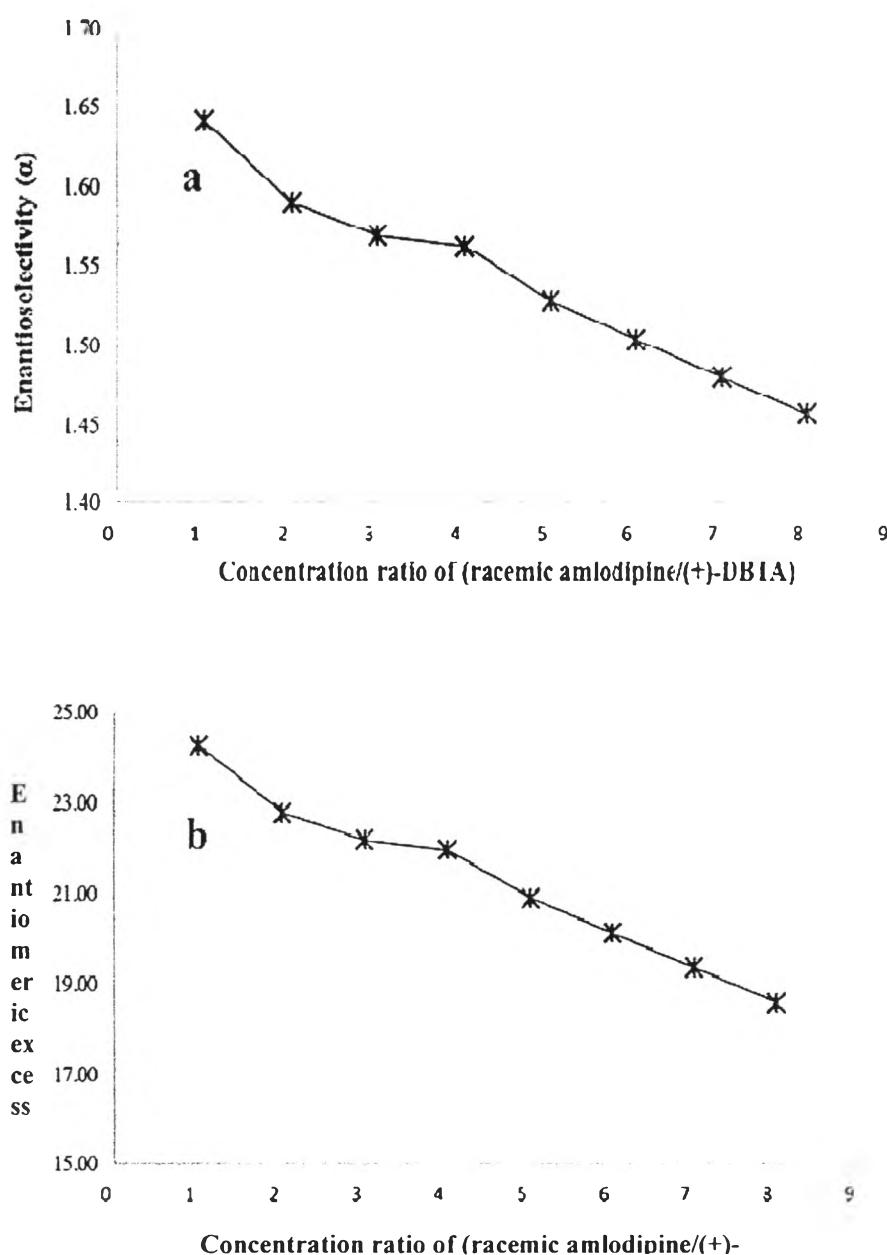 1.70
1.65
1.60
1.55
1.50
1.45
1.40
Enantioselectivity (α)
a
0 1 2 3 4 5 6 7 8 9
Concentration ratio of (racemic amlodipine/(+)-DBTA)
25.00
23.00
21.00
19.00
17.00
15.00
E
n
a
nt
io
m
er
ic
ex
ce
ss
b
0 1 2 3 4 5 6 7 8 9
Concentration ratio of (racemic amlodipine/(+)-